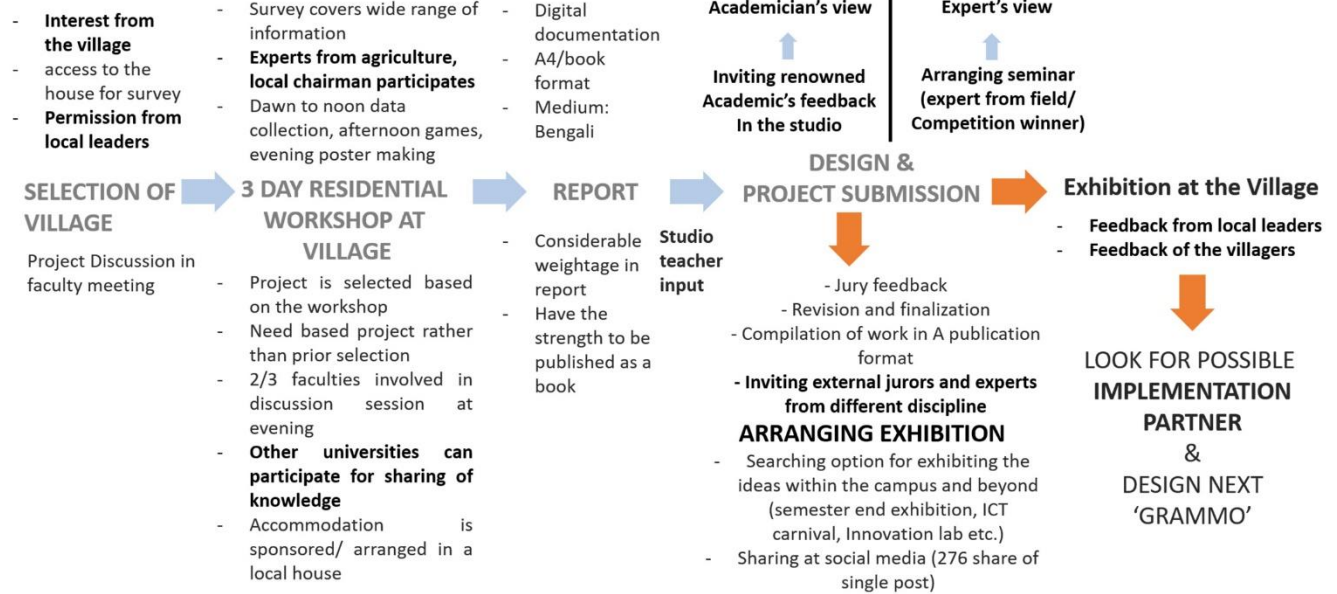 - Interest from
the village
- access to the
house for survey
- Permission from
local leaders
SELECTION OF
VILLAGE
Project Discussion in
faculty meeting
- Survey covers wide range of
information
- Experts from agriculture,
local chairman participates
- Dawn to noon data
collection, afternoon games,
evening poster making
3 DAY RESIDENTIAL
WORKSHOP AT
VILLAGE
- Project is selected based
on the workshop
- Need based project rather
than prior selection
- 2/3 faculties involved in
discussion session at
evening
- Other universities can
participate for sharing of
knowledge
- Accommodation is
sponsored/ arranged in a
local house
- Digital
documentation
- A4/book
format
- Medium:
Bengali
REPORT
- Considerable
weightage in
report
- Have the
strength to be
published as a
book
Studio
teacher
input
Academician's view
Inviting renowned
Academic's feedback
In the studio
Expert's view
Arranging seminar
(expert from field/
Competition winner)
DESIGN &
PROJECT SUBMISSION
- Jury feedback
- Revision and finalization
- Compilation of work in A publication
format
- Inviting external jurors and experts
from different discipline
ARRANGING EXHIBITION
- Searching option for exhibiting the
ideas within the campus and beyond
(semester end exhibition, ICT
carnival, Innovation lab etc.)
- Sharing at social media (276 share of
single post)
Exhibition at the Village
- Feedback from local leaders
- Feedback of the villagers
LOOK FOR POSSIBLE
IMPLEMENTATION
PARTNER
&
DESIGN NEXT
'GRAMMO'